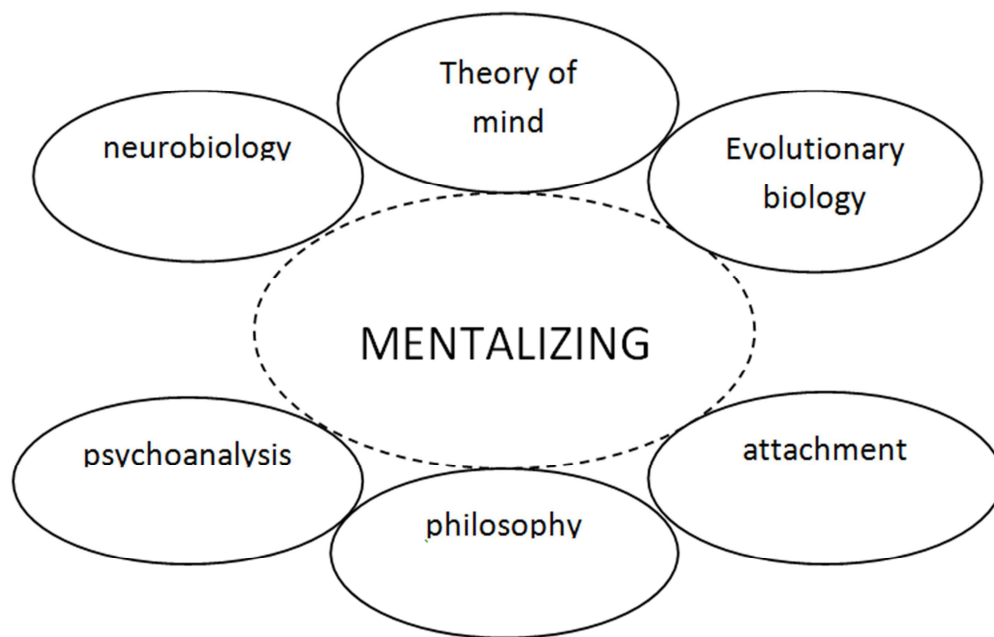 Theory of
mind
neurobiology
Evolutionary
biology
MENTALIZING
psychoanalysis
attachment
philosophy